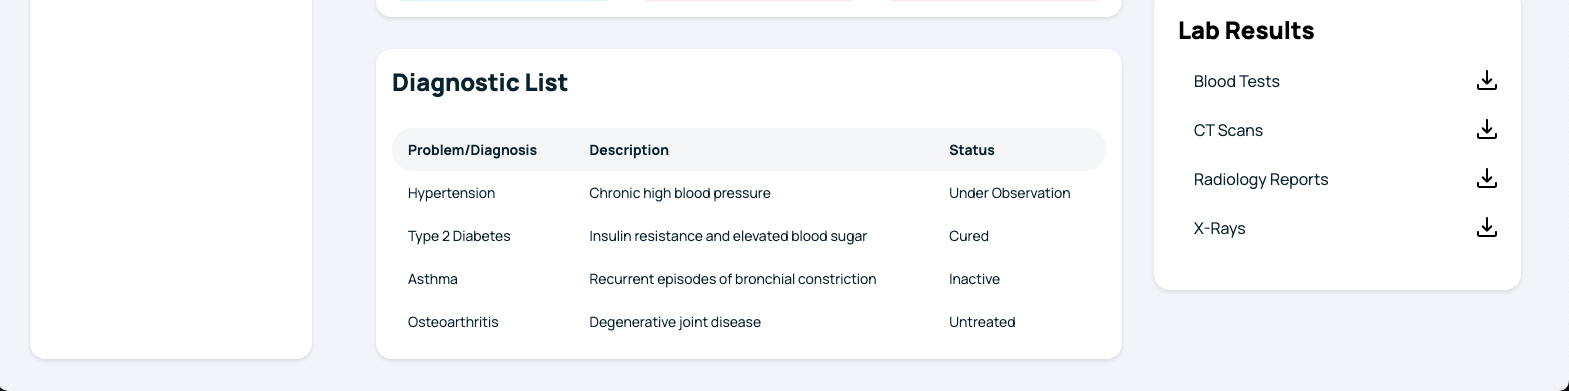 Diagnostic List
Problem/Diagnosis Description Status
Hypertension Chronic high blood pressure Under Observation
Type 2 Diabetes Insulin resistance and elevated blood sugar Cured
Asthma Recurrent episodes of bronchial constriction Inactive
Osteoarthritis Degenerative joint disease Untreated
Lab Results
Blood Tests
CT Scans
Radiology Reports
X-Rays